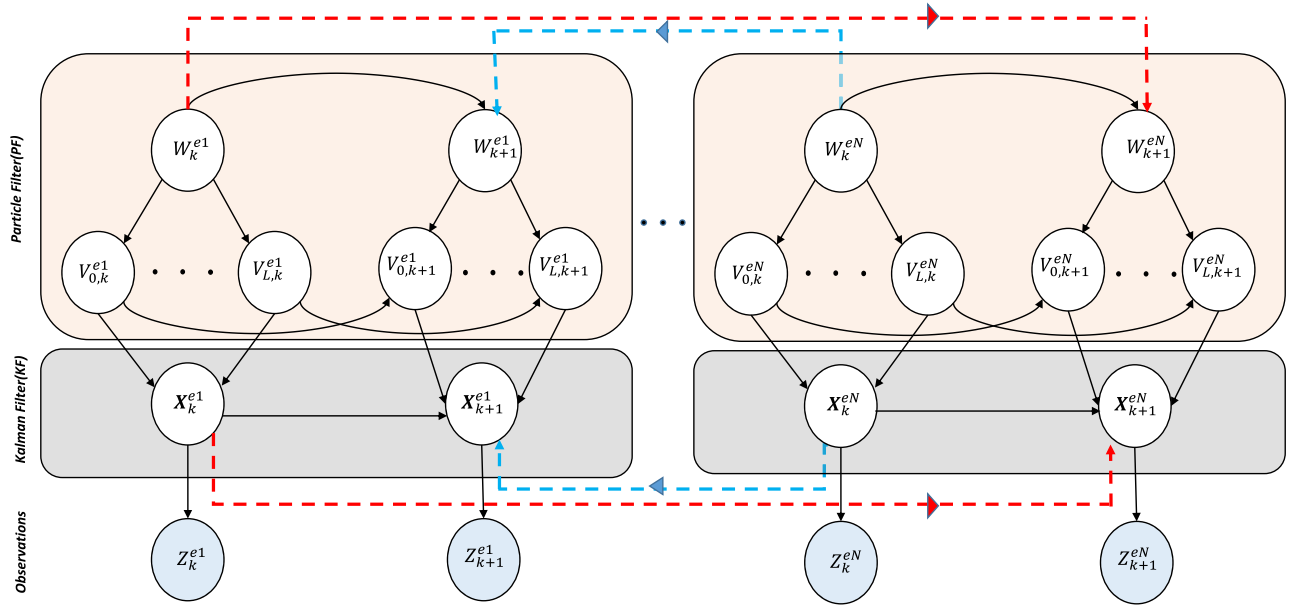 Particle Filter(PF)
W_k^{e1}
W_{k+1}^{e1}
W_k^{eN}
W_{k+1}^{eN}
V_{0,k}^{e1}
. . .
V_{L,k}^{e1}
V_{0,k+1}^{e1}
. . .
V_{L,k+1}^{e1}
. . .
V_{0,k}^{eN}
. . .
V_{L,k}^{eN}
V_{0,k+1}^{eN}
. . .
V_{L,k+1}^{eN}
Kalman Filter(KF)
X_k^{e1}
X_{k+1}^{e1}
X_k^{eN}
X_{k+1}^{eN}
Observations
Z_k^{e1}
Z_{k+1}^{e1}
Z_k^{eN}
Z_{k+1}^{eN}